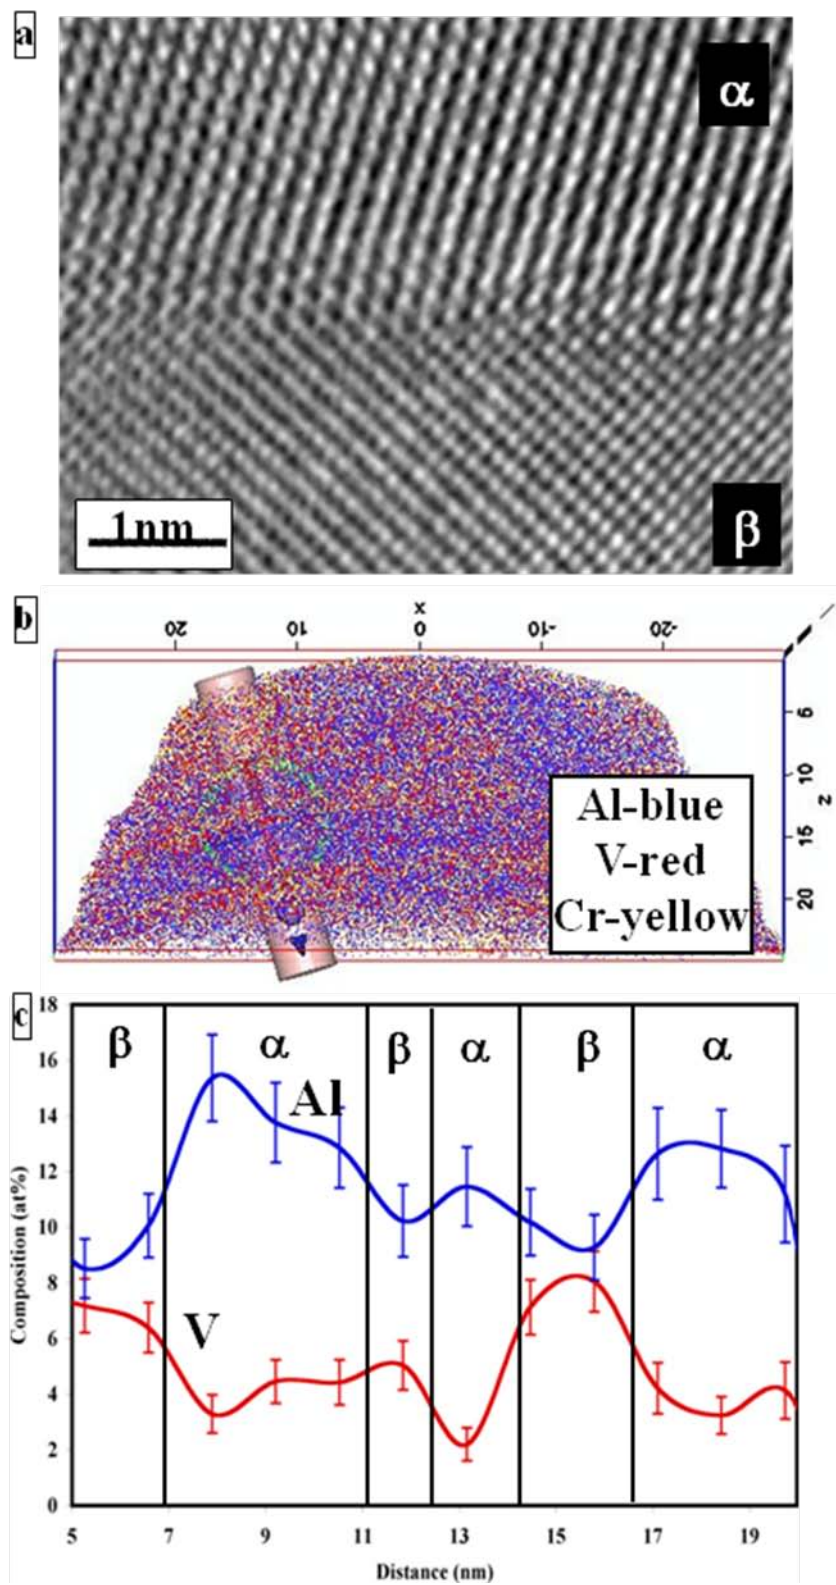 a
α
1nm
β
b
x
20 10 0 -10 -20
5
10
15
20
z
Al-blue
V-red
Cr-yellow
c
18
16
14
12
10
8
6
4
2
0
Composition (at%)
β α β α β α
Al
V
5 7 9 11 13 15 17 19
Distance (nm)